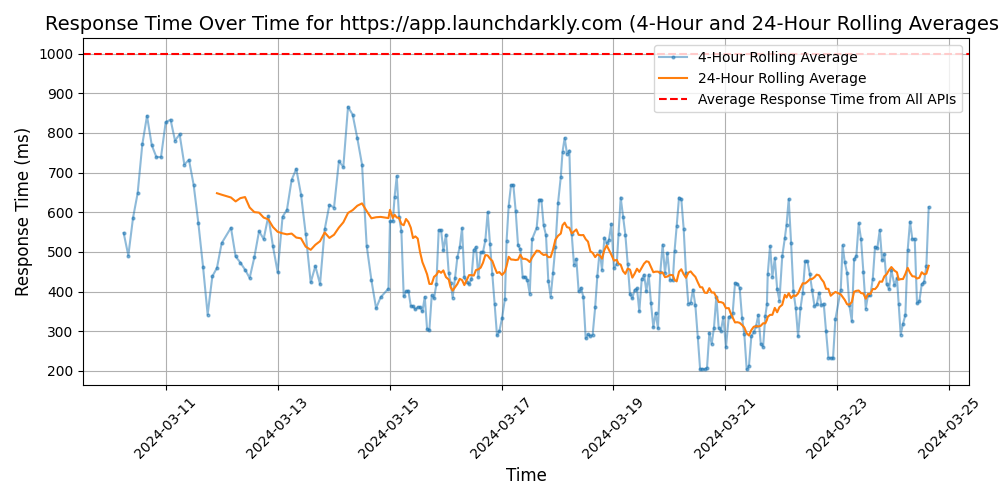 Response Time Over Time for https://app.launchdarkly.com (4-Hour and 24-Hour Rolling Averages
4-Hour Rolling Average
24-Hour Rolling Average
Average Response Time from All APIs
Response Time (ms)
1000
900
800
700
600
500
400
300
200
2024-03-11
2024-03-13
2024-03-15
2024-03-17
2024-03-19
2024-03-21
2024-03-23
2024-03-25
Time